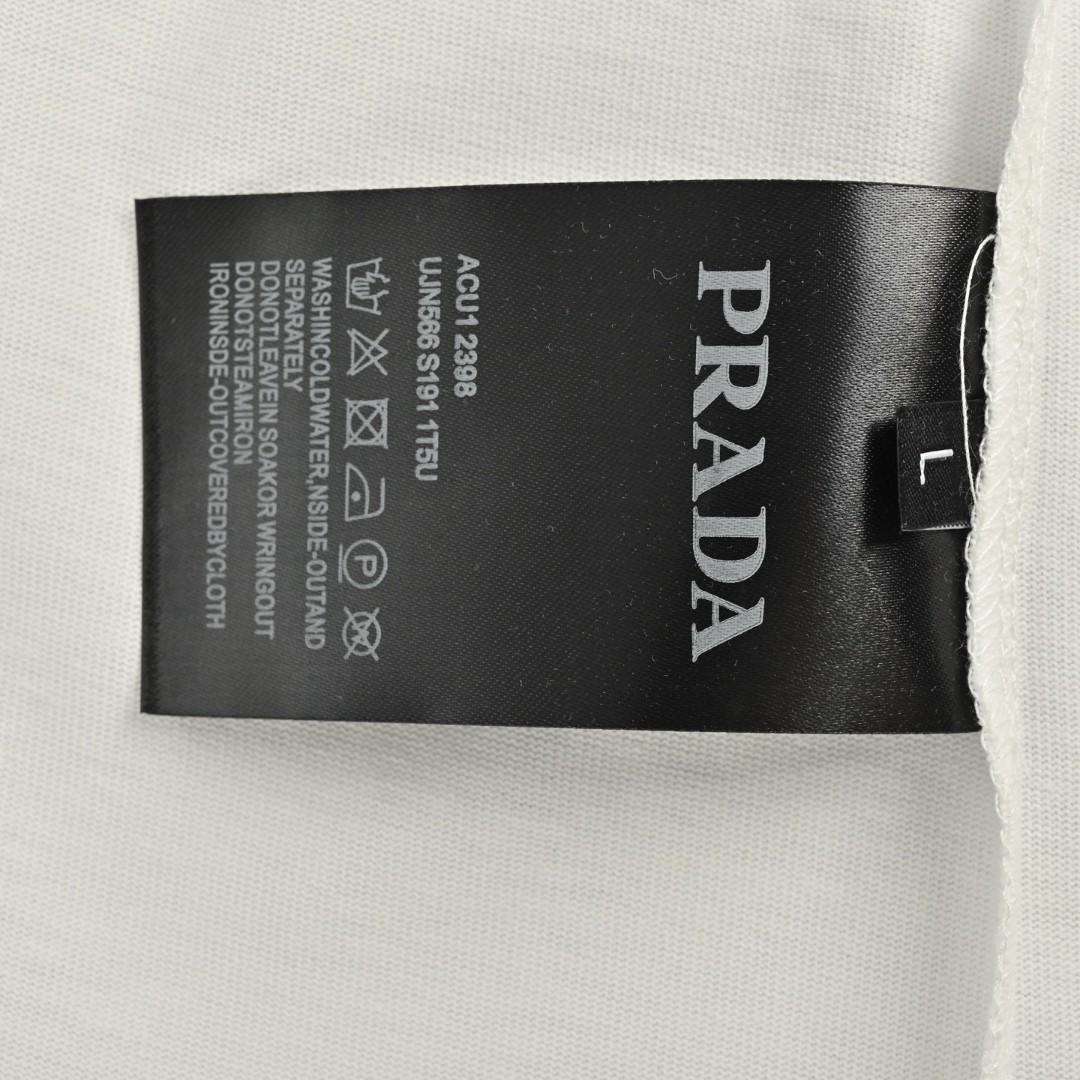 L
PRADA
ACU1 2398
UJN566 S191 1T5U
P
WASHINCOLDWATER,NSIDE-OUTAND
SEPARATELY
DONOTLEAVEIN SOAKOR WRINGOUT
DONOTSTEAMIRON
IRONINSDE-OUTCOVEREDBYCLOTH